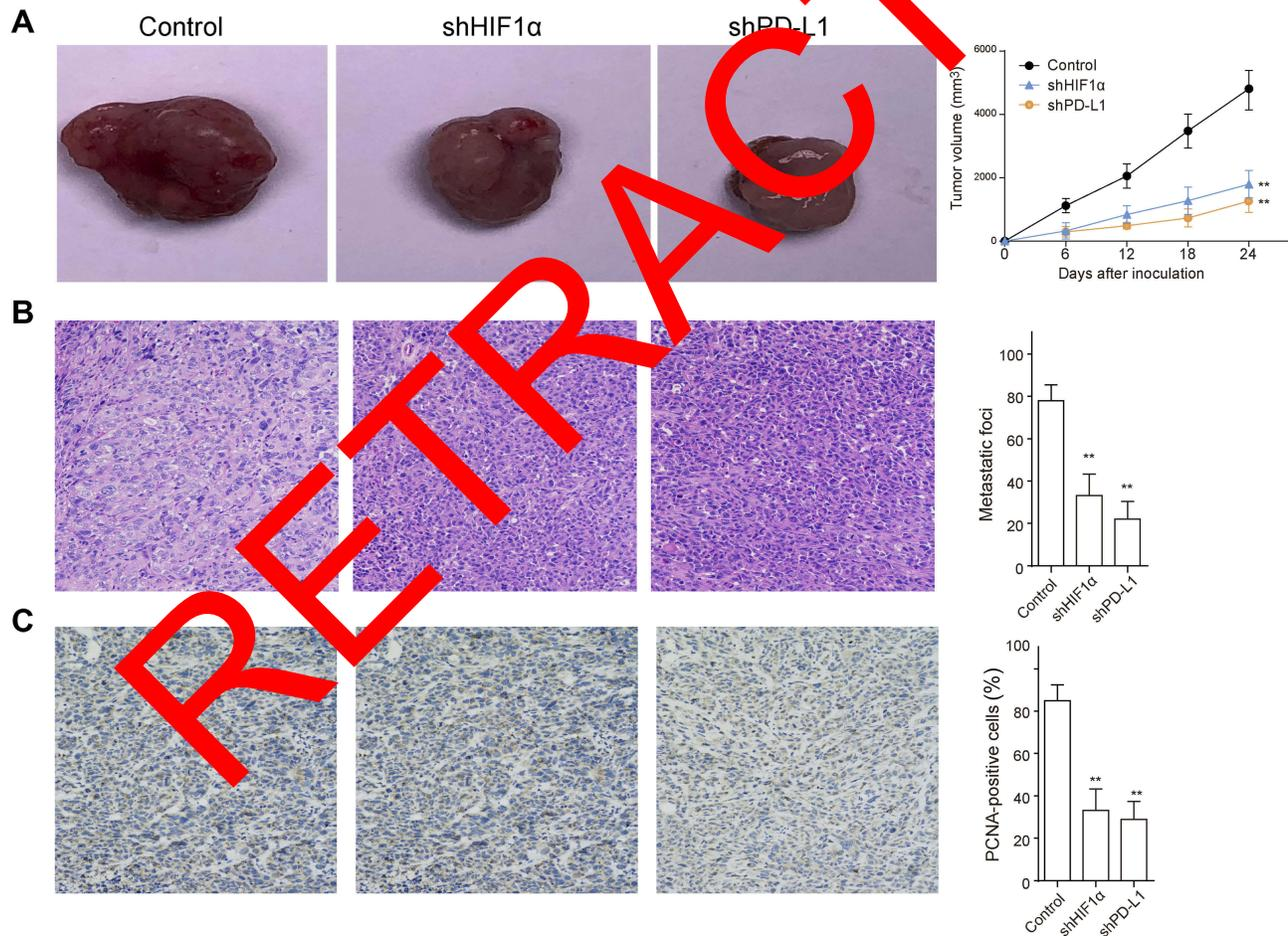 A
Control
shHIF1α
shPD-L1
Tumor volume (mm³)
6000
4000
2000
0
Control
shHIF1α
shPD-L1
**
**
0
6
12
18
24
Days after inoculation
B
Metastatic foci
100
80
60
40
20
0
**
**
Control
shHIF1α
shPD-L1
C
PCNA-positive cells (%)
100
80
60
40
20
0
**
**
Control
shHIF1α
shPD-L1
RETRACT